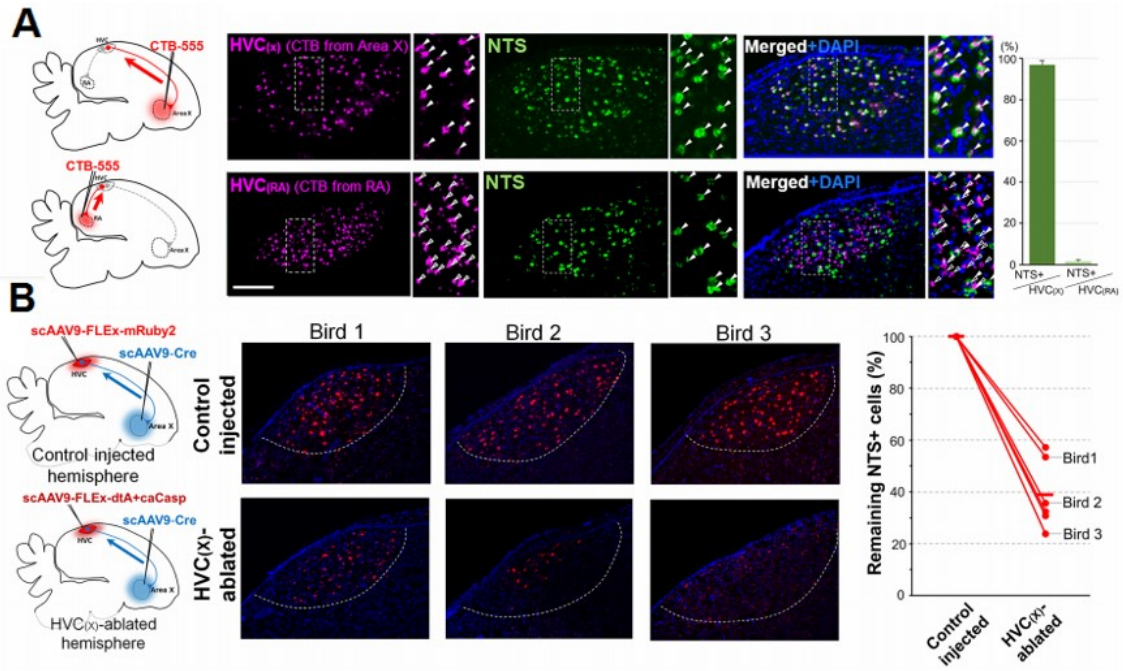 A
HVC
CTB-555
RA
Area X
HVC(X) (CTB from Area X)
NTS
Merged+DAPI
CTB-555
HVC
RA
Area X
HVC(RA) (CTB from RA)
NTS
Merged+DAPI
(%)
100
80
60
40
20
0
NTS+ NTS+
HVC(X) HVC(RA)
B
scAAV9-FLEx-mRuby2
scAAV9-Cre
HVC
Area X
Control injected
hemisphere
scAAV9-FLEx-dtA+caCasp
scAAV9-Cre
HVC
Area X
HVC(X)-ablated
hemisphere
Bird 1 Bird 2 Bird 3
Control
injected
HVC(X)-
ablated
Remaining NTS+ cells (%)
100
80
60
40
20
0
Bird1
Bird 2
Bird 3
Control
injected
HVC(X)-
ablated